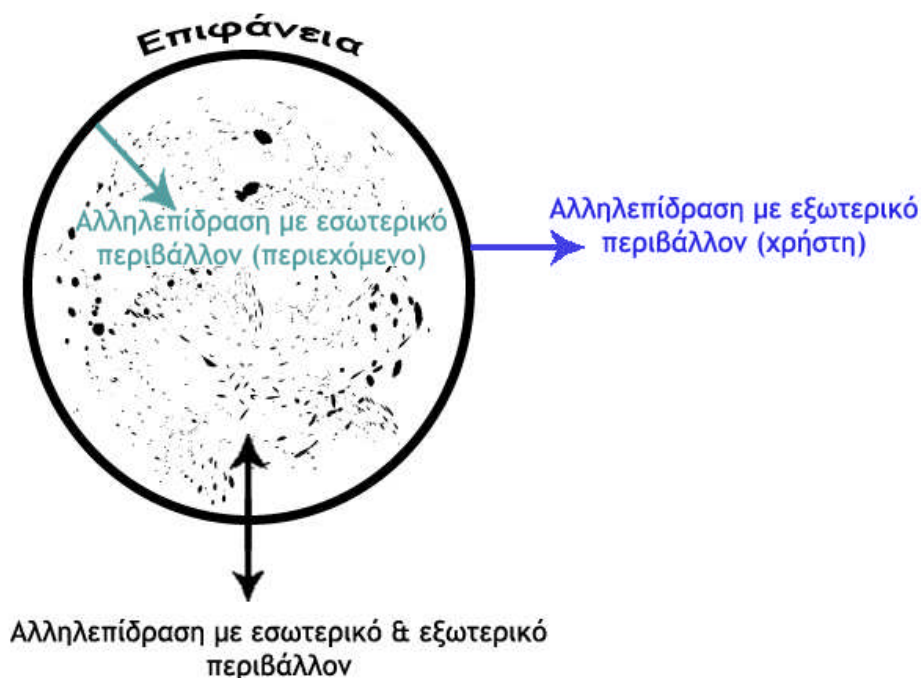 Επιφάνεια
Αλληλεπίδραση με εσωτερικό
περιβάλλον (περιεχόμενο)
Αλληλεπίδραση με εξωτερικό
περιβάλλον (χρήστη)
Αλληλεπίδραση με εσωτερικό & εξωτερικό
περιβάλλον